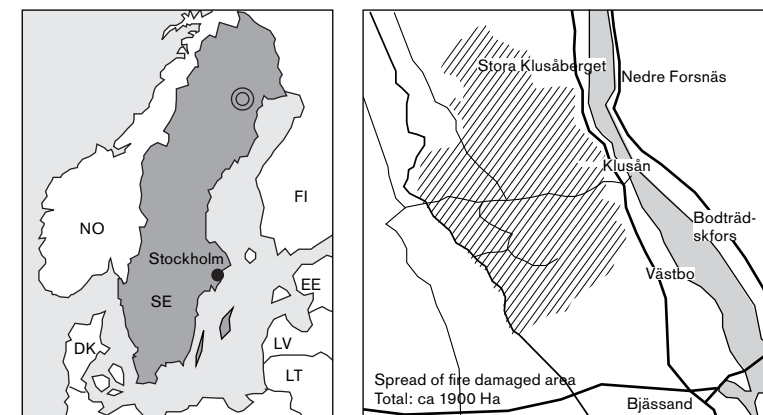 NO
FI
Stockholm
SE
EE
DK
LV
LT
Stora Klusåberget
Nedre Forsnäs
Klusån
Bodträd-
skfors
Västbo
Spread of fire damaged area
Total: ca 1900 Ha
Bjässand